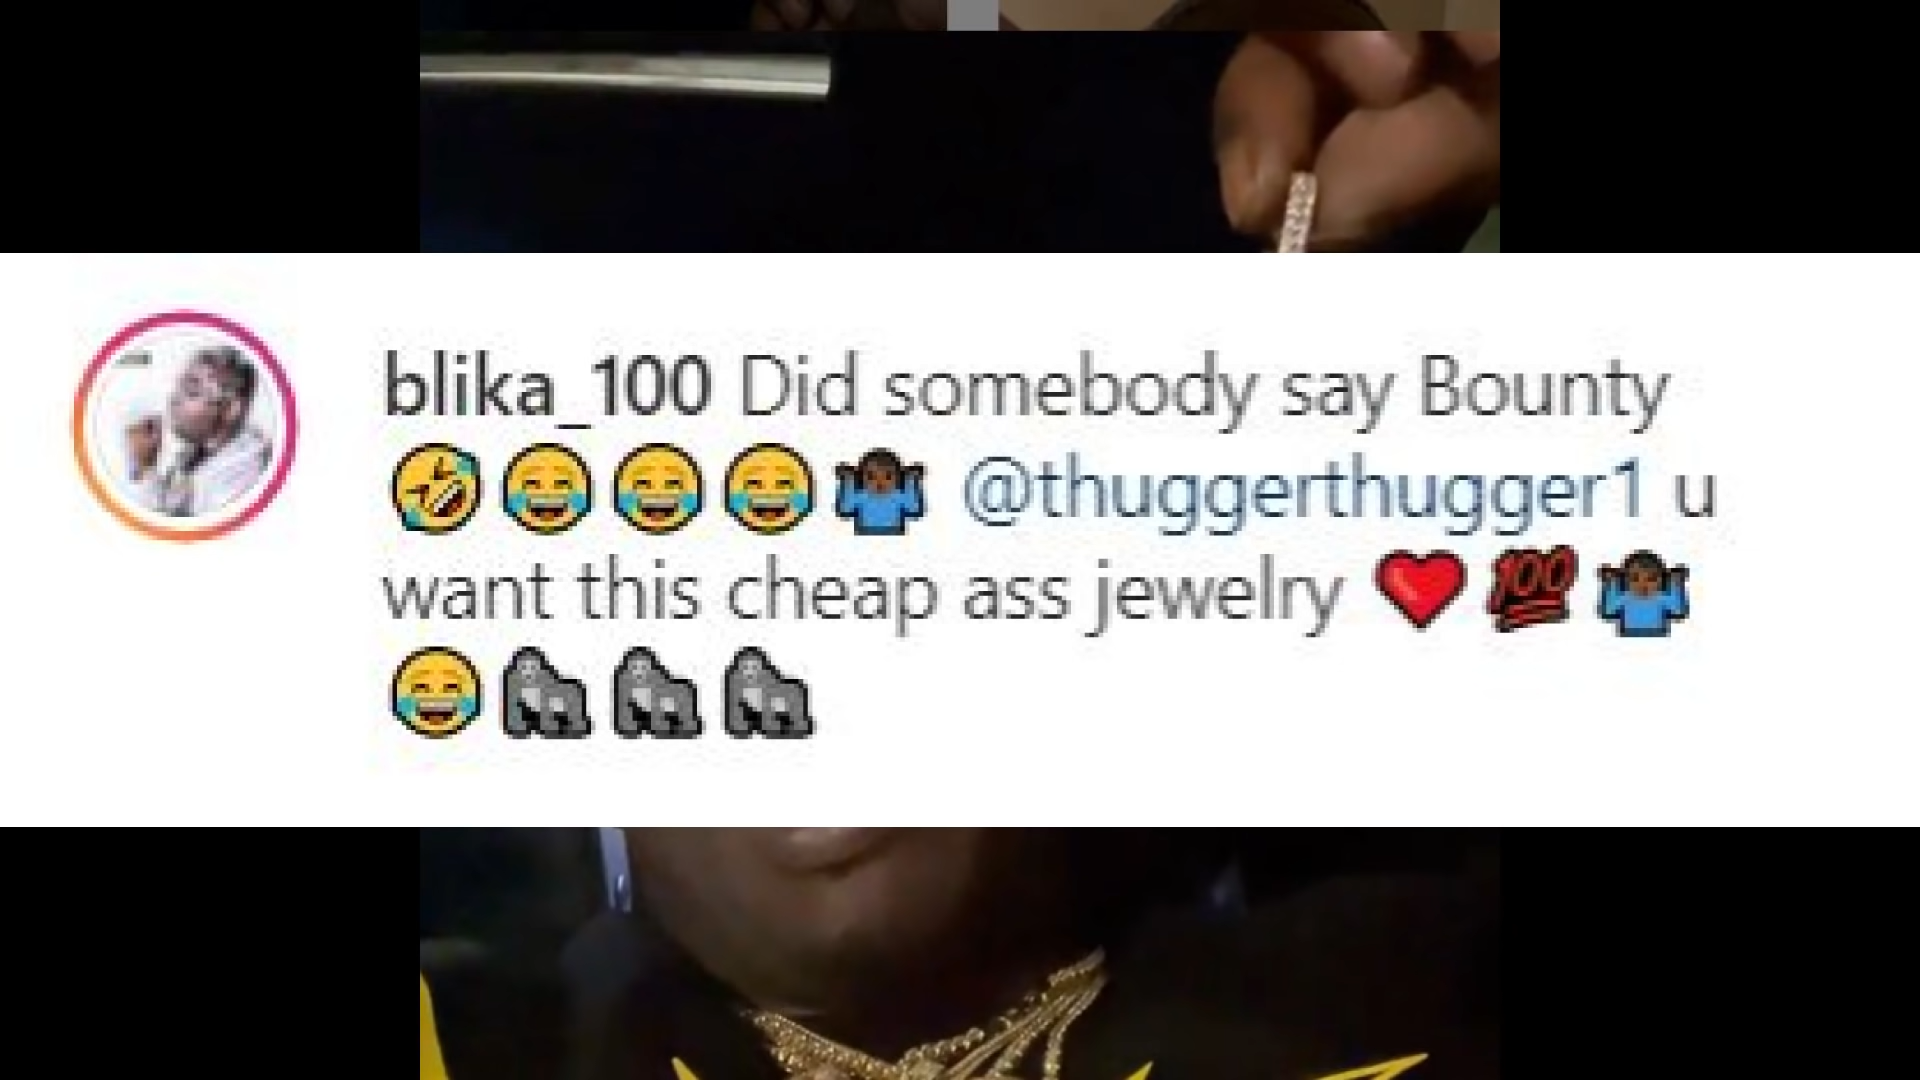 blika_100 Did somebody say Bounty
🤣😂😂😂🤷🏾‍♂️ @thuggerthugger1 u
want this cheap ass jewelry ❤️💯🤷🏾‍♂️
😂🦍🦍🦍